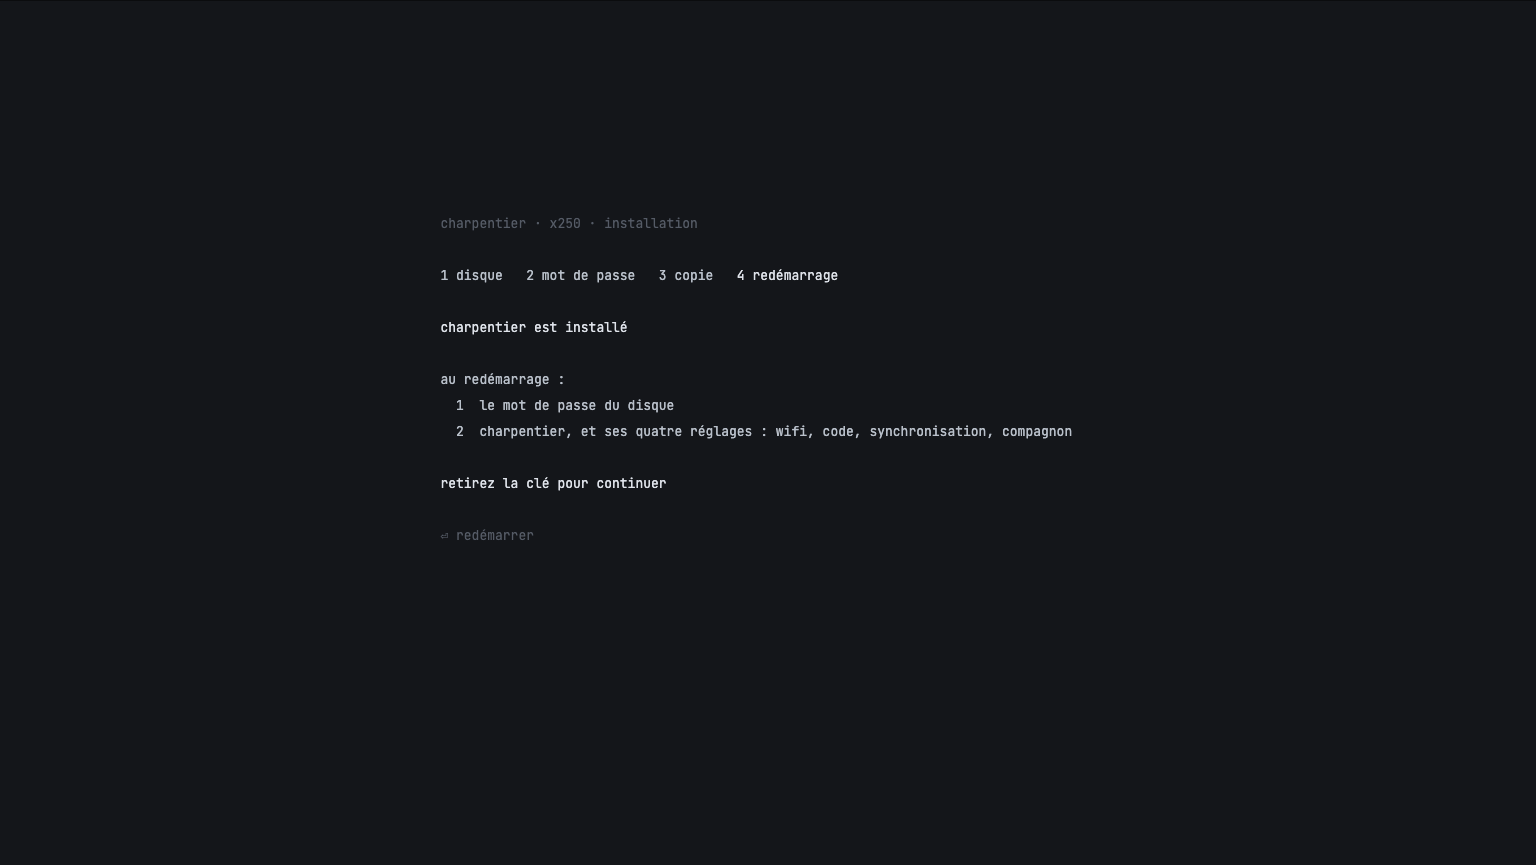 charpentier · x250 · installation
1 disque   2 mot de passe   3 copie   4 redémarrage
charpentier est installé
au redémarrage :
1  le mot de passe du disque
2  charpentier, et ses quatre réglages : wifi, code, synchronisation, compagnon
retirez la clé pour continuer
⏎ redémarrer